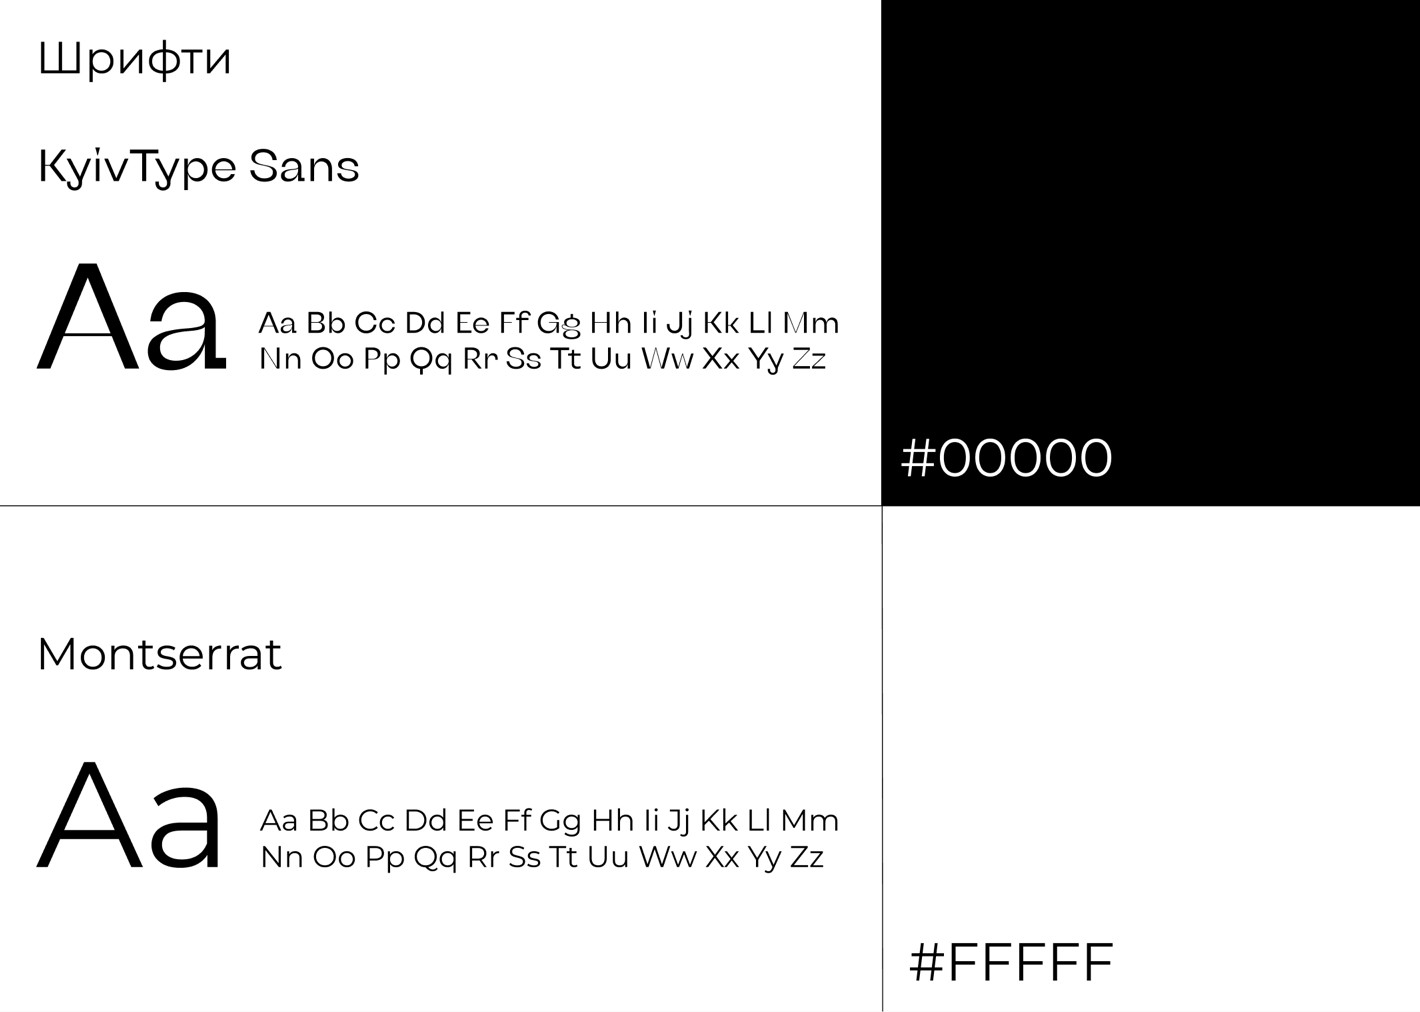 Шрифти
KyivType Sans
Aa
Aa Bb Cc Dd Ee Ff Gg Hh Ii Jj Kk Ll Mm
Nn Oo Pp Qq Rr Ss Tt Uu Ww Xx Yy Zz
#00000
Montserrat
Aa
Aa Bb Cc Dd Ee Ff Gg Hh Ii Jj Kk Ll Mm
Nn Oo Pp Qq Rr Ss Tt Uu Ww Xx Yy Zz
#FFFFF